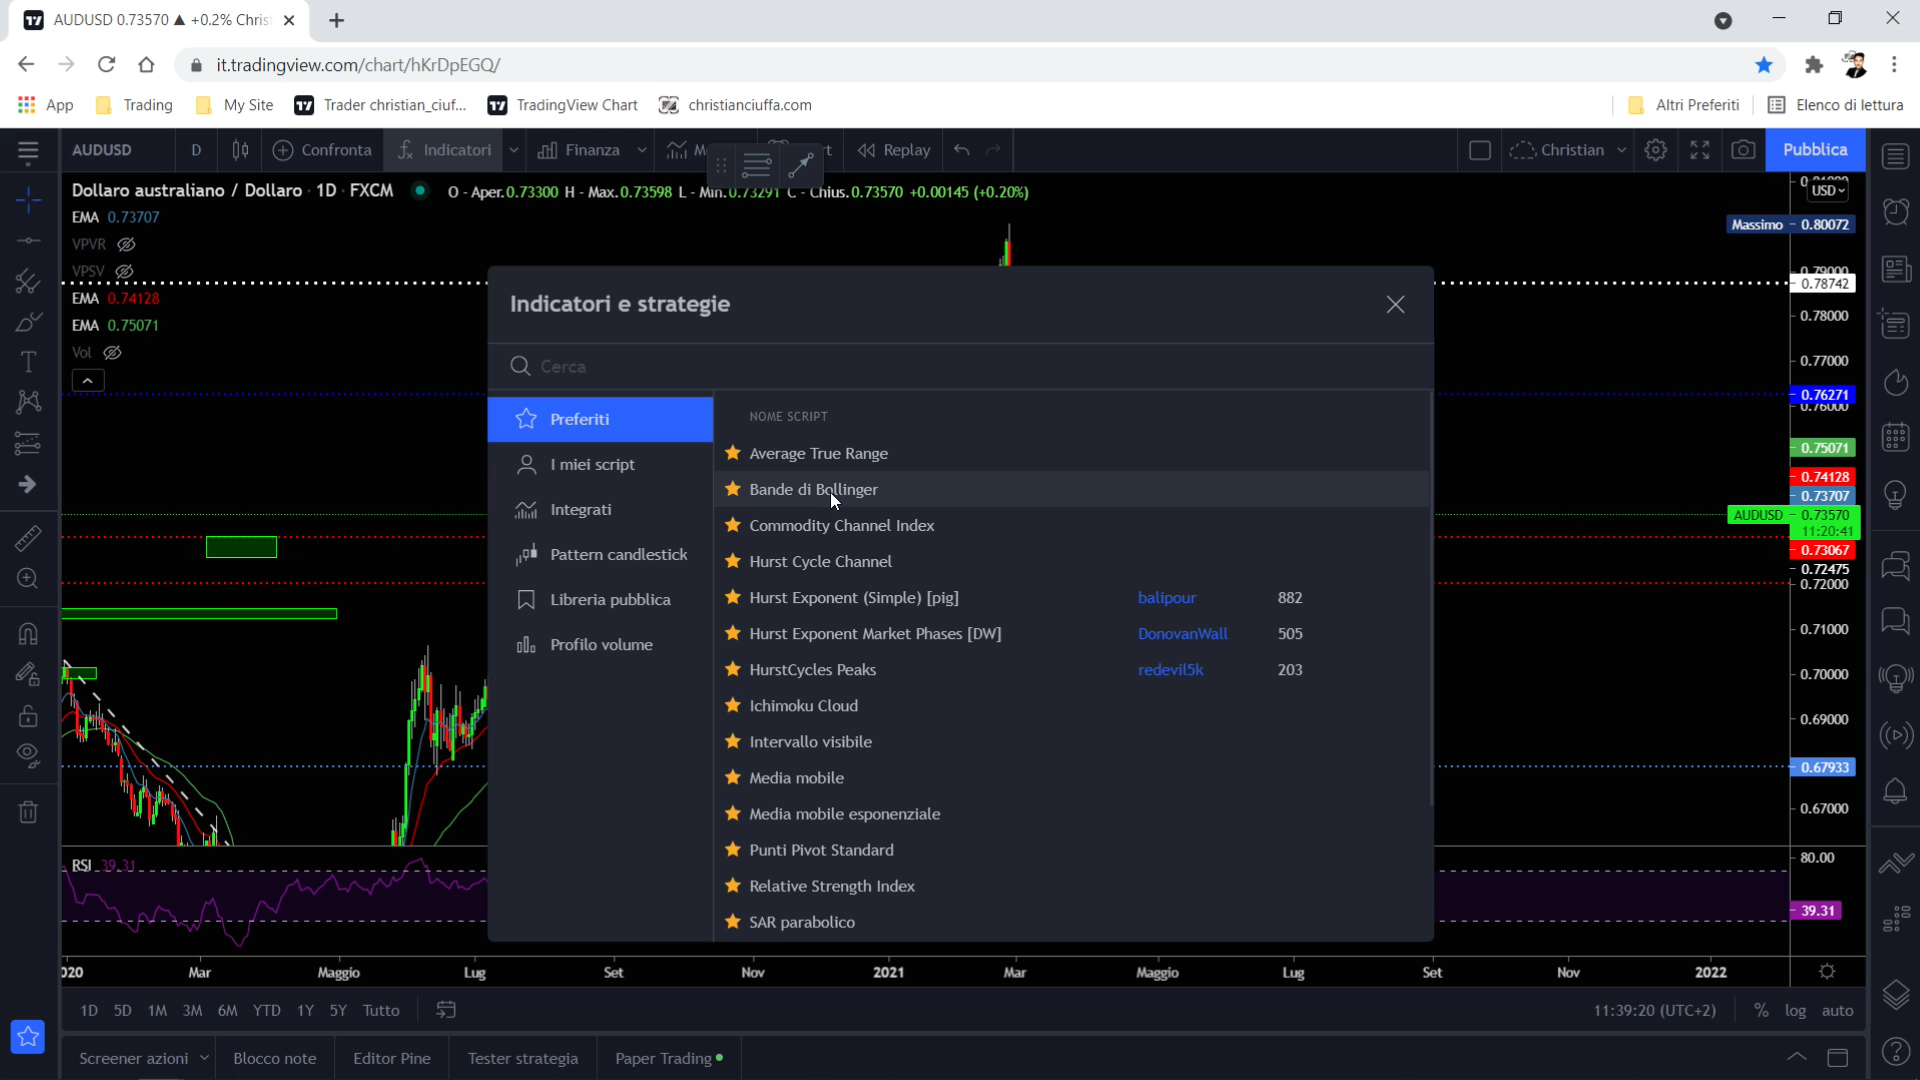 AUDUSD 0.73570 ▲ +0.2% Chris
it.tradingview.com/chart/hKrDpEGQ/
App
Trading
My Site
Trader christian_ciuf...
TradingView Chart
christianciuffa.com
Altri Preferiti
Elenco di lettura
AUDUSD
D
Confronta
Indicatori
Finanza
Replay
Christian
Pubblica
Dollaro australiano / Dollaro · 1D · FXCM
O - Aper.0.73300 H - Max.0.73598 L - Min.0.73291 C - Chius.0.73570 +0.00145 (+0.20%)
USD
EMA 0.73707
VPVR
VPSV
EMA 0.74128
EMA 0.75071
Vol
Massimo - 0.80072
0.79000
0.78742
0.78000
0.77000
0.76271
0.76000
0.75071
0.74128
0.73707
AUDUSD - 0.73570
11:20:41
0.73067
0.72475
0.72000
0.71000
0.70000
0.69000
0.67933
0.67000
Indicatori e strategie
Cerca
Preferiti
I miei script
Integrati
Pattern candlestick
Libreria pubblica
Profilo volume
NOME SCRIPT
Average True Range
Bande di Bollinger
Commodity Channel Index
Hurst Cycle Channel
Hurst Exponent (Simple) [pig] balipour 882
Hurst Exponent Market Phases [DW] DonovanWall 505
HurstCycles Peaks redevil5k 203
Ichimoku Cloud
Intervallo visibile
Media mobile
Media mobile esponenziale
Punti Pivot Standard
Relative Strength Index
SAR parabolico
RSI 39.31
80.00
39.31
2020 Mar Maggio Lug Set Nov 2021 Mar Maggio Lug Set Nov 2022
1D 5D 1M 3M 6M YTD 1Y 5Y Tutto
11:39:20 (UTC+2)
% log auto
Screener azioni
Blocco note
Editor Pine
Tester strategia
Paper Trading